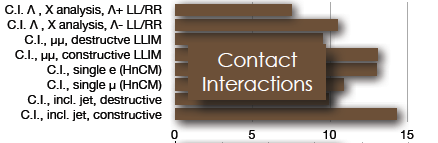 C.I. Λ , X analysis, Λ+ LL/RR
C.I. Λ , X analysis, Λ- LL/RR
C.I., μμ, destructve LLIM
C.I., μμ, constructive LLIM
C.I., single e (HnCM)
C.I., single μ (HnCM)
C.I., incl. jet, destructive
C.I., incl. jet, constructive
Contact
Interactions
0 5 10 15